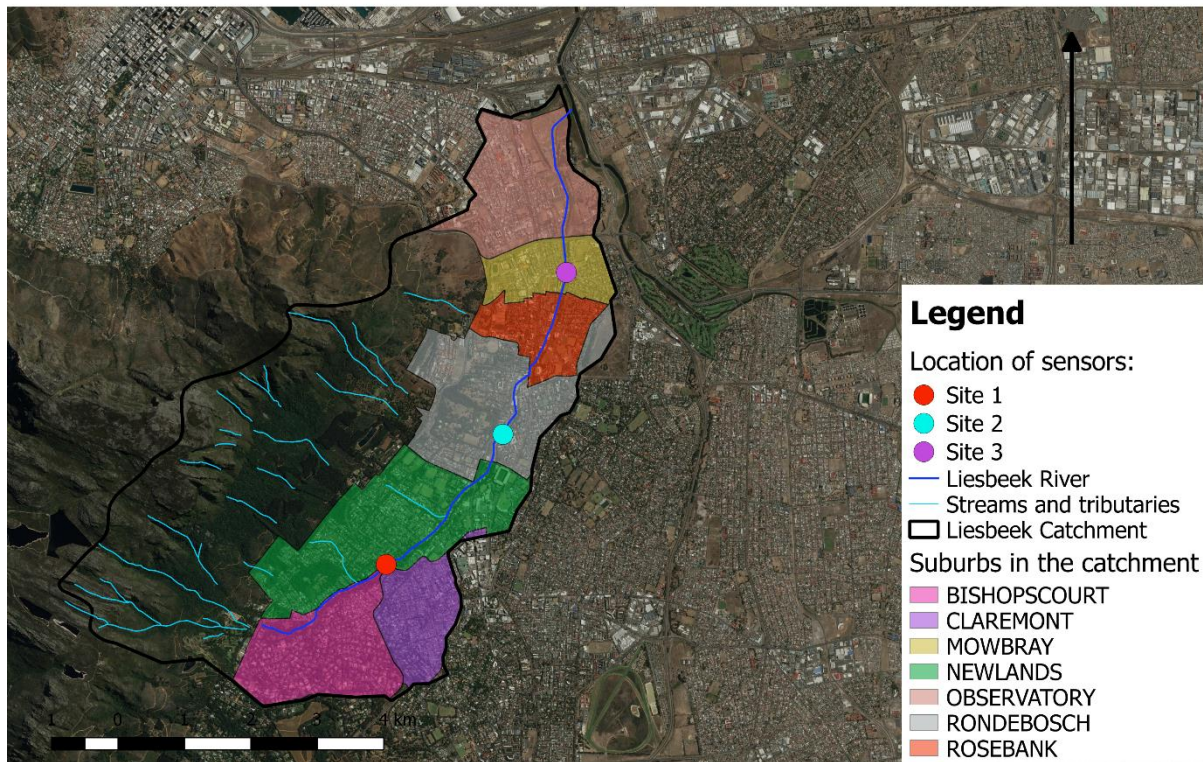 Legend
Location of sensors:
Site 1
Site 2
Site 3
Liesbeek River
Streams and tributaries
Liesbeek Catchment
Suburbs in the catchment
BISHOPSCOURT
CLAREMONT
MOWBRAY
NEWLANDS
OBSERVATORY
RONDEBOSCH
ROSEBANK
1 0 1 2 3 4 km